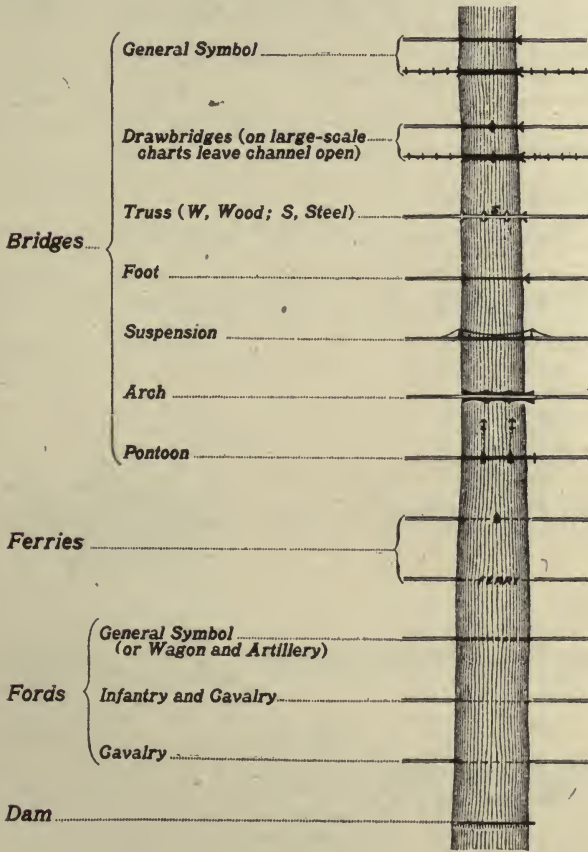 General Symbol
Drawbridges (on large-scale
charts leave channel open)
Truss (W, Wood; S, Steel)
S
Bridges
Foot
Suspension
Arch
Pontoon
Ferries
FERRY
General Symbol
(or Wagon and Artillery)
Fords
Infantry and Cavalry
Cavalry
Dam